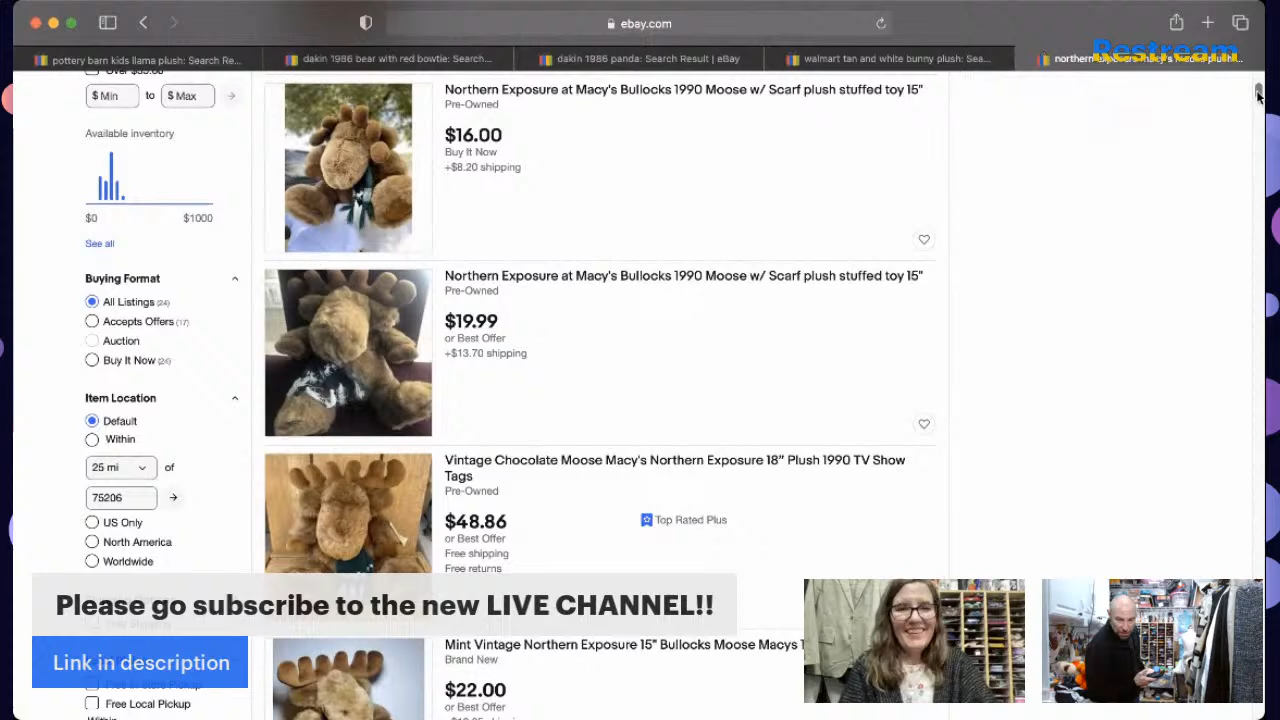 ebay.com
Restream
pottery barn kids llama plush: Search Re...
dakin 1986 bear with red bowtie: Search...
dakin 1986 panda: Search Result | eBay
walmart tan and white bunny plush: Sea...
Over $35.00
$ Min to $ Max
Available inventory
$0 $1000
See all
Buying Format
All Listings (24)
Accepts Offers (17)
Auction
Buy It Now (24)
Item Location
Default
Within
25 mi of
75206
US Only
North America
Worldwide
Free Local Pickup
Northern Exposure at Macy's Bullocks 1990 Moose w/ Scarf plush stuffed toy 15"
Pre-Owned
$16.00
Buy It Now
+$8.20 shipping
Northern Exposure at Macy's Bullocks 1990 Moose w/ Scarf plush stuffed toy 15"
Pre-Owned
$19.99
or Best Offer
+$13.70 shipping
Vintage Chocolate Moose Macy's Northern Exposure 18" Plush 1990 TV Show
Tags
Pre-Owned
$48.86
Top Rated Plus
or Best Offer
Free shipping
Free returns
Mint Vintage Northern Exposure 15" Bullocks Moose Macys 1
Brand New
$22.00
or Best Offer
Please go subscribe to the new LIVE CHANNEL!!
Link in description